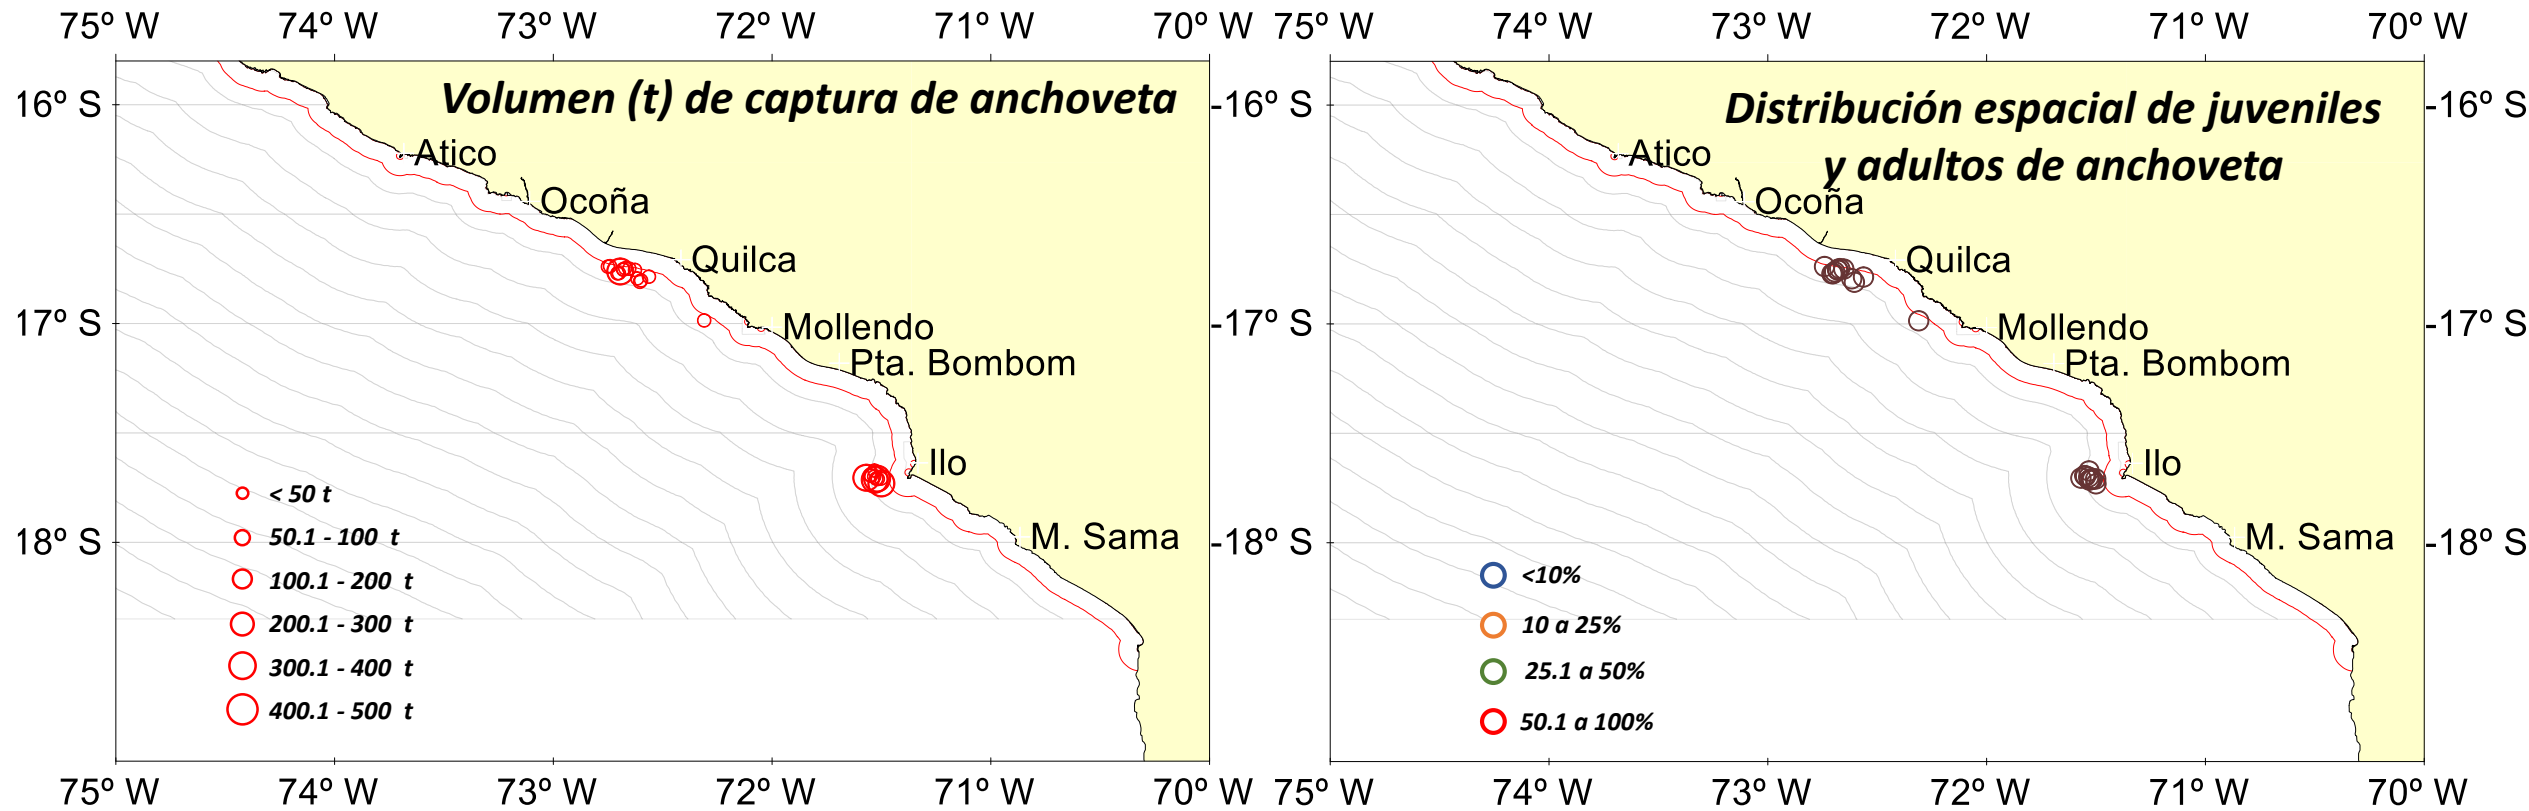 75º W 74º W 73º W 72º W 71º W 70º W
16º S
17º S
18º S
Volumen (t) de captura de anchoveta
Atico
Ocoña
Quilca
Mollendo
Pta. Bombom
Ilo
M. Sama
< 50 t
50.1 - 100 t
100.1 - 200 t
200.1 - 300 t
300.1 - 400 t
400.1 - 500 t
-16º S
-17º S
-18º S
75º W 74º W 73º W 72º W 71º W 70º W
75º W 74º W 73º W 72º W 71º W 70º W
Distribución espacial de juveniles
y adultos de anchoveta
Atico
Ocoña
Quilca
Mollendo
Pta. Bombom
Ilo
M. Sama
<10%
10 a 25%
25.1 a 50%
50.1 a 100%
-16º S
-17º S
-18º S
75º W 74º W 73º W 72º W 71º W 70º W